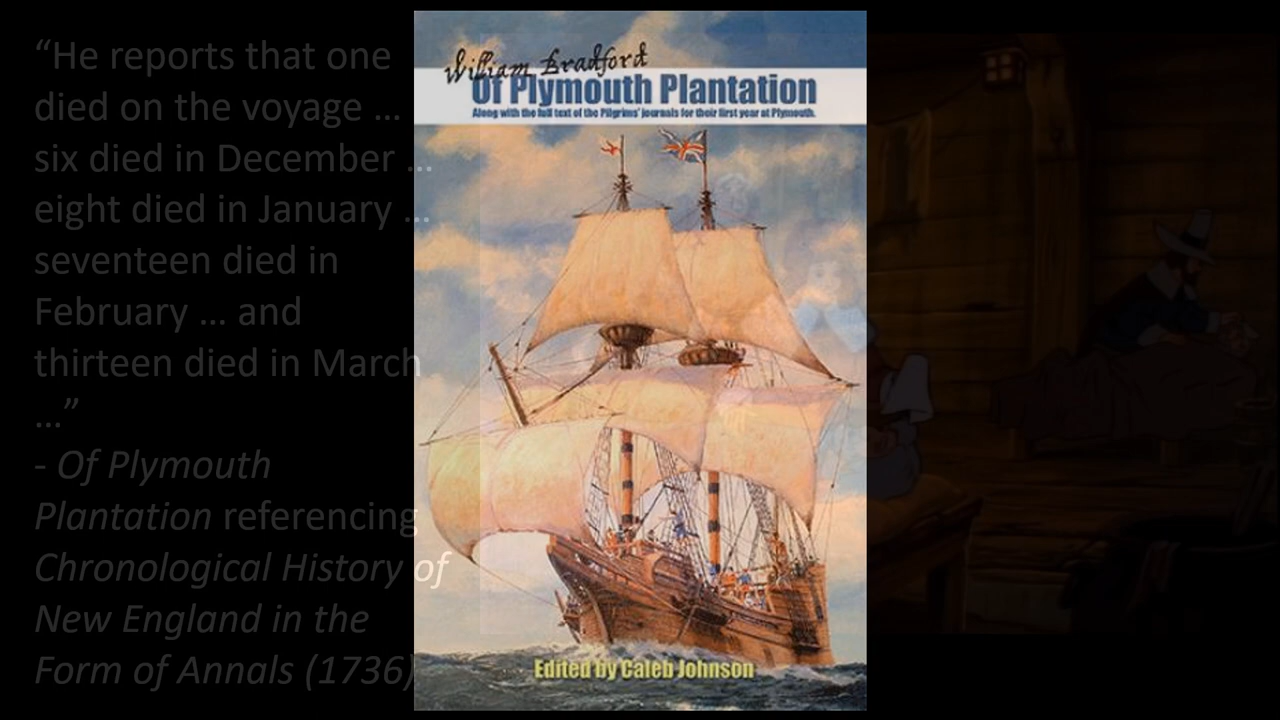 “He reports that one
died on the voyage …
six died in December …
eight died in January …
seventeen died in
February … and
thirteen died in March
…”
- Of Plymouth
Plantation referencing
Chronological History of
New England in the
Form of Annals (1736)
William Bradford
Of Plymouth Plantation
Along with the full text of the Pilgrims' journals for their first year at Plymouth.
Edited by Caleb Johnson